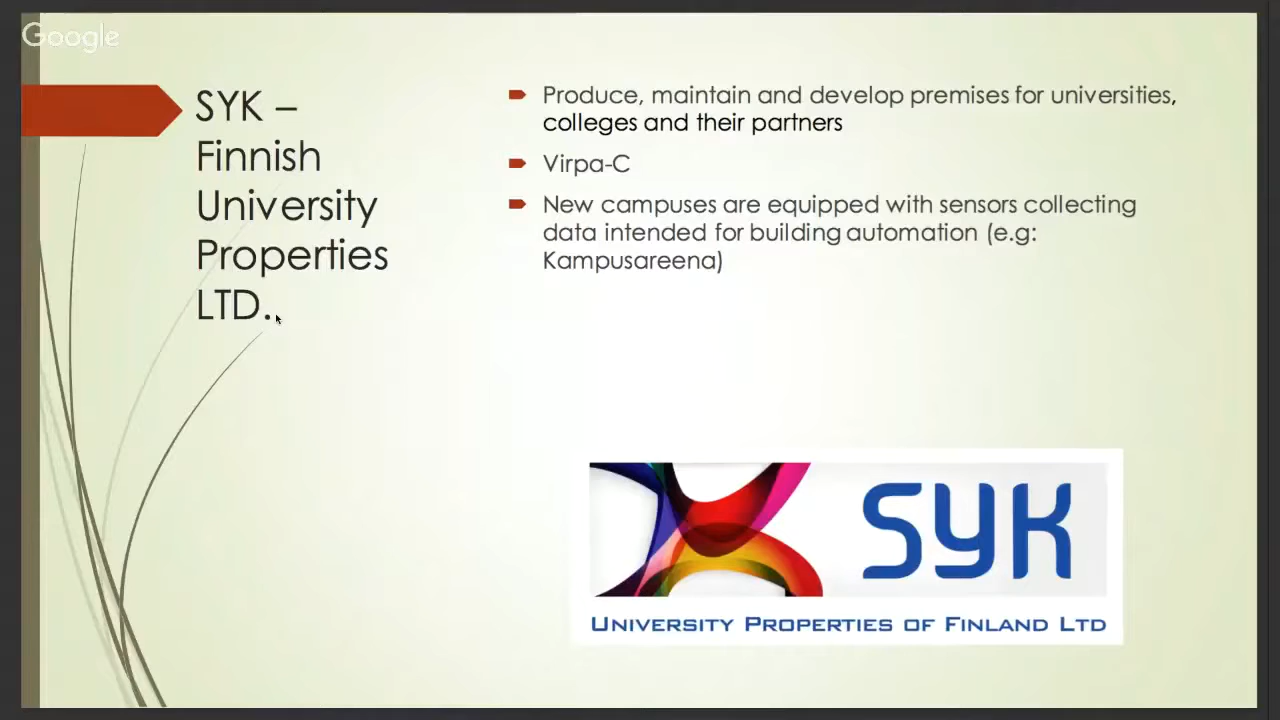 Google
SYK –
Finnish
University
Properties
LTD.
Produce, maintain and develop premises for universities,
colleges and their partners
Virpa-C
New campuses are equipped with sensors collecting
data intended for building automation (e.g:
Kampusareena)
SYK
UNIVERSITY PROPERTIES OF FINLAND LTD